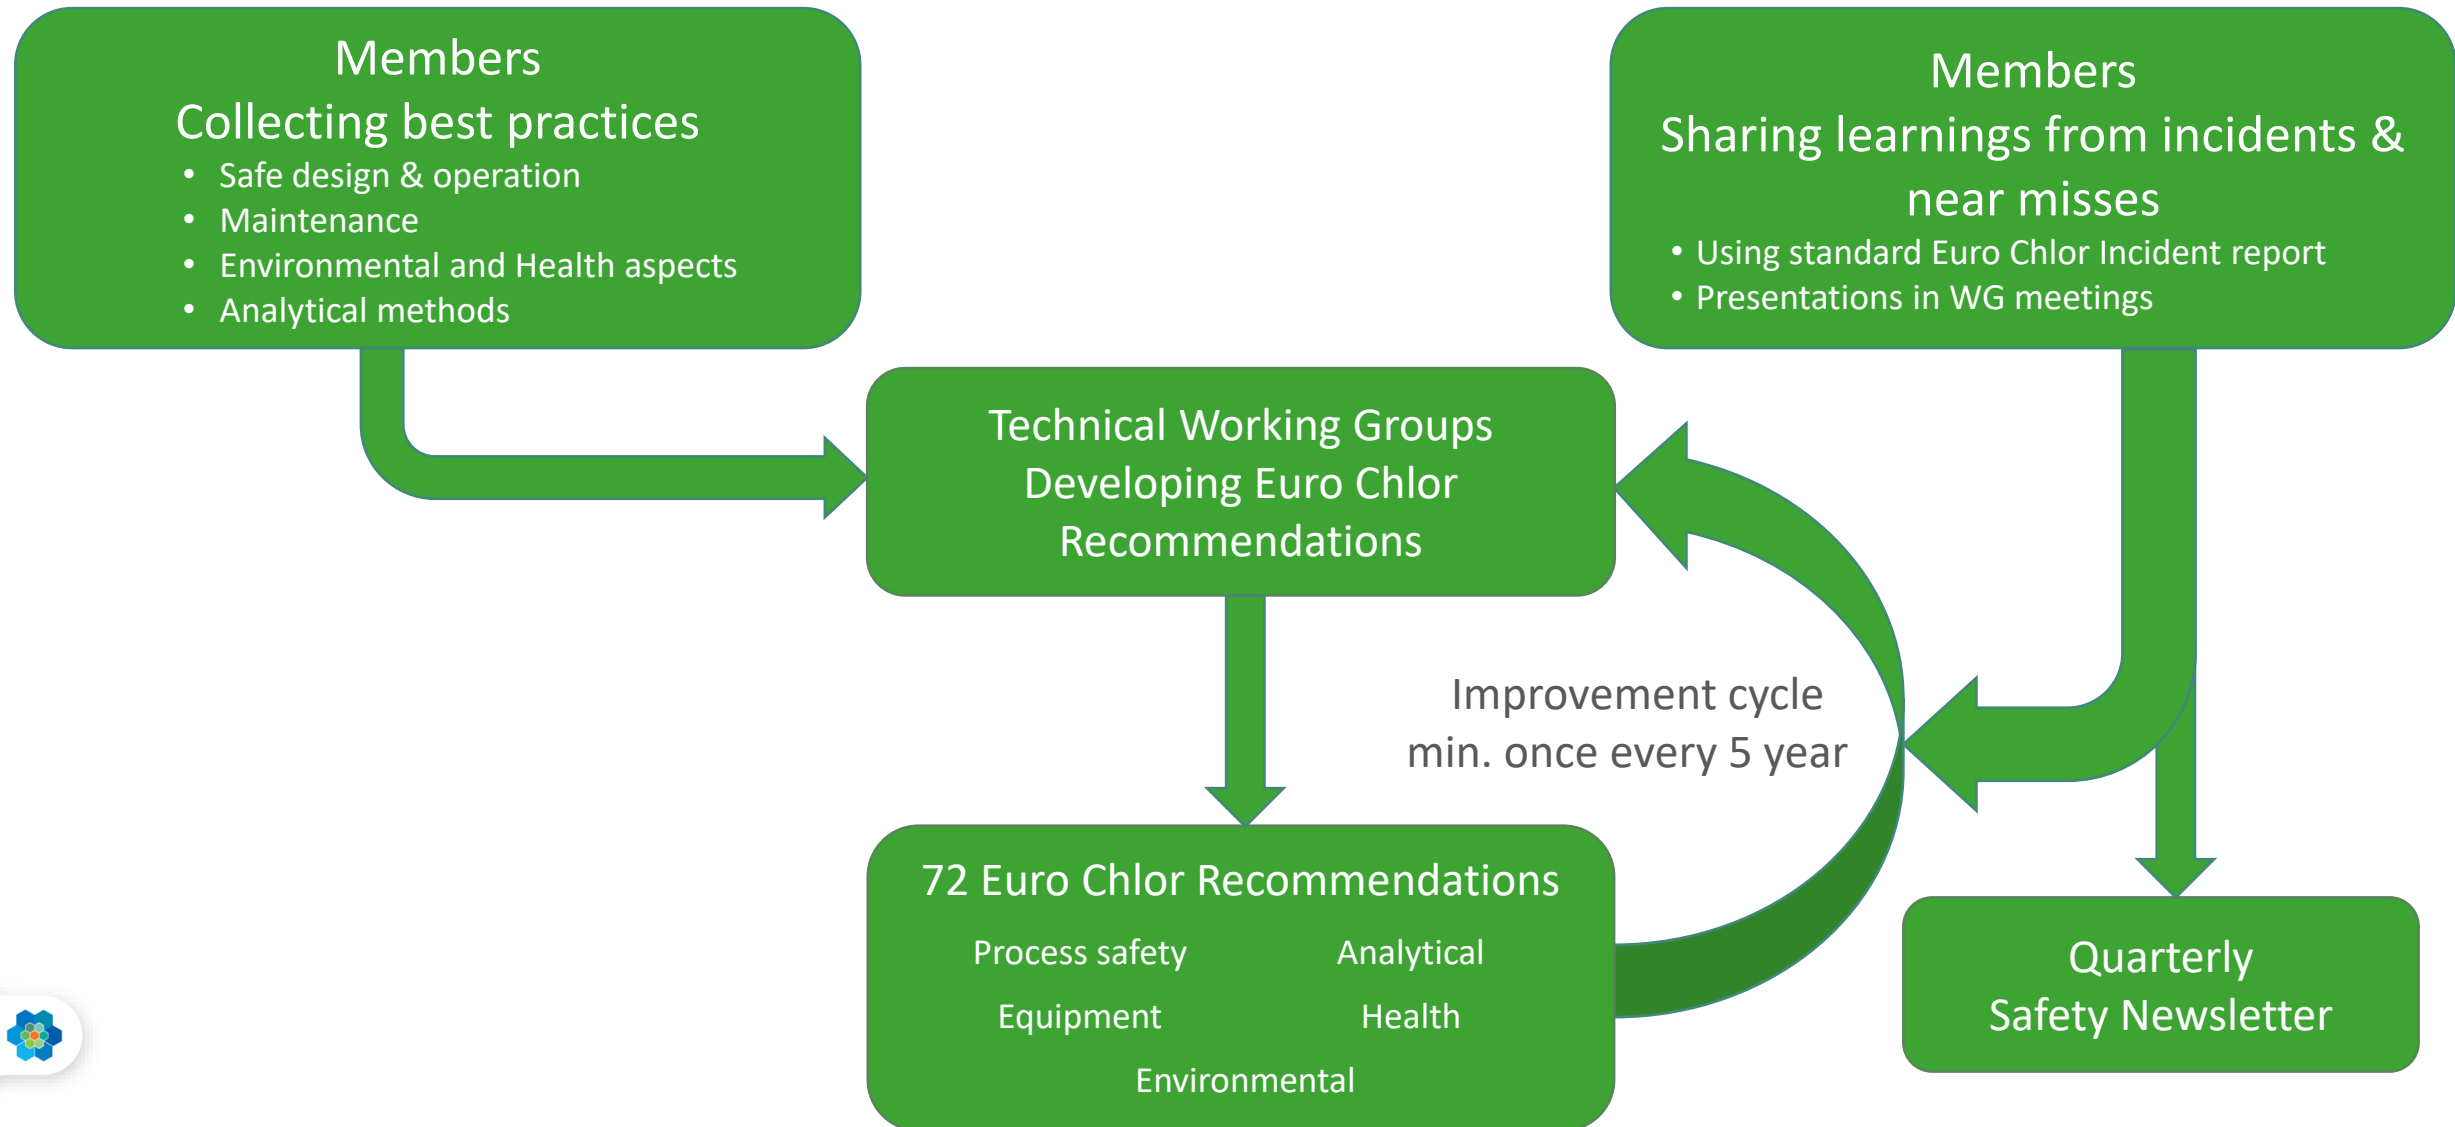 Members
Collecting best practices
• Safe design & operation
• Maintenance
• Environmental and Health aspects
• Analytical methods
Members
Sharing learnings from incidents &
near misses
• Using standard Euro Chlor Incident report
• Presentations in WG meetings
Technical Working Groups
Developing Euro Chlor
Recommendations
Improvement cycle
min. once every 5 year
72 Euro Chlor Recommendations
Process safety
Analytical
Equipment
Health
Environmental
Quarterly
Safety Newsletter